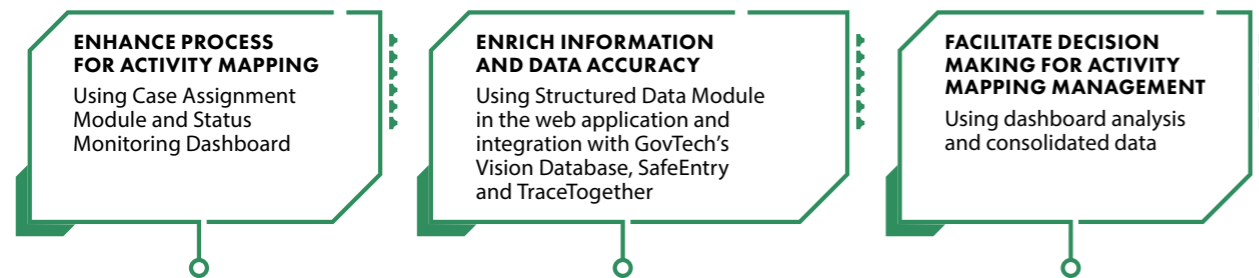 ENHANCE PROCESS
FOR ACTIVITY MAPPING
Using Case Assignment
Module and Status
Monitoring Dashboard
ENRICH INFORMATION
AND DATA ACCURACY
Using Structured Data Module
in the web application and
integration with GovTech’s
Vision Database, SafeEntry
and TraceTogether
FACILITATE DECISION
MAKING FOR ACTIVITY
MAPPING MANAGEMENT
Using dashboard analysis
and consolidated data